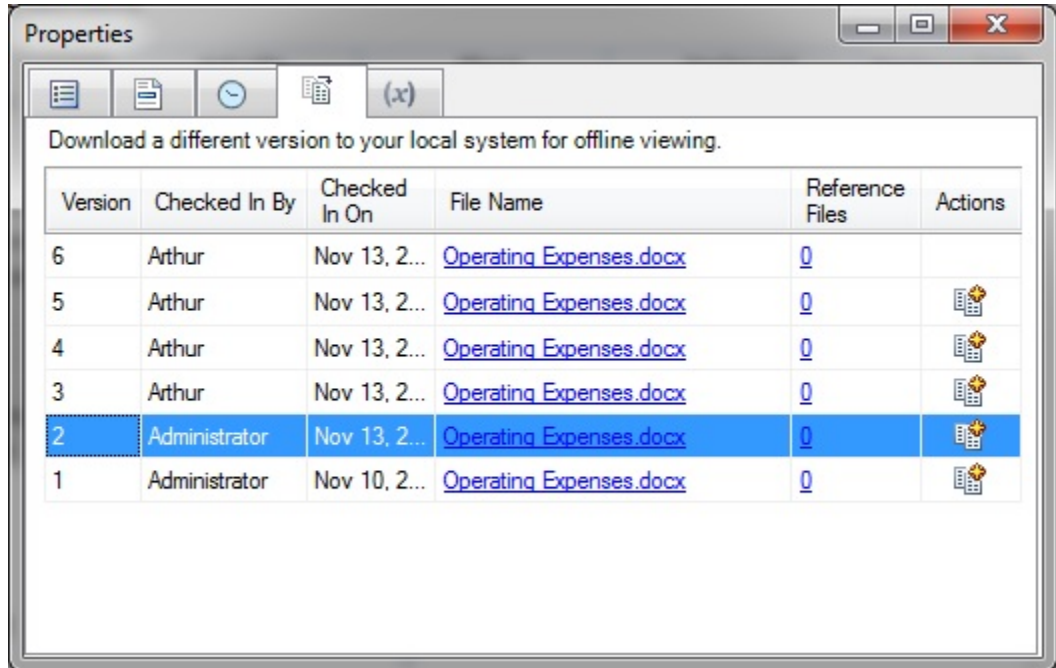 Properties
(x)
Download a different version to your local system for offline viewing.
Version Checked In By Checked In On File Name Reference Files Actions
6 Arthur Nov 13, 2... Operating Expenses.docx 0
5 Arthur Nov 13, 2... Operating Expenses.docx 0
4 Arthur Nov 13, 2... Operating Expenses.docx 0
3 Arthur Nov 13, 2... Operating Expenses.docx 0
2 Administrator Nov 13, 2... Operating Expenses.docx 0
1 Administrator Nov 10, 2... Operating Expenses.docx 0